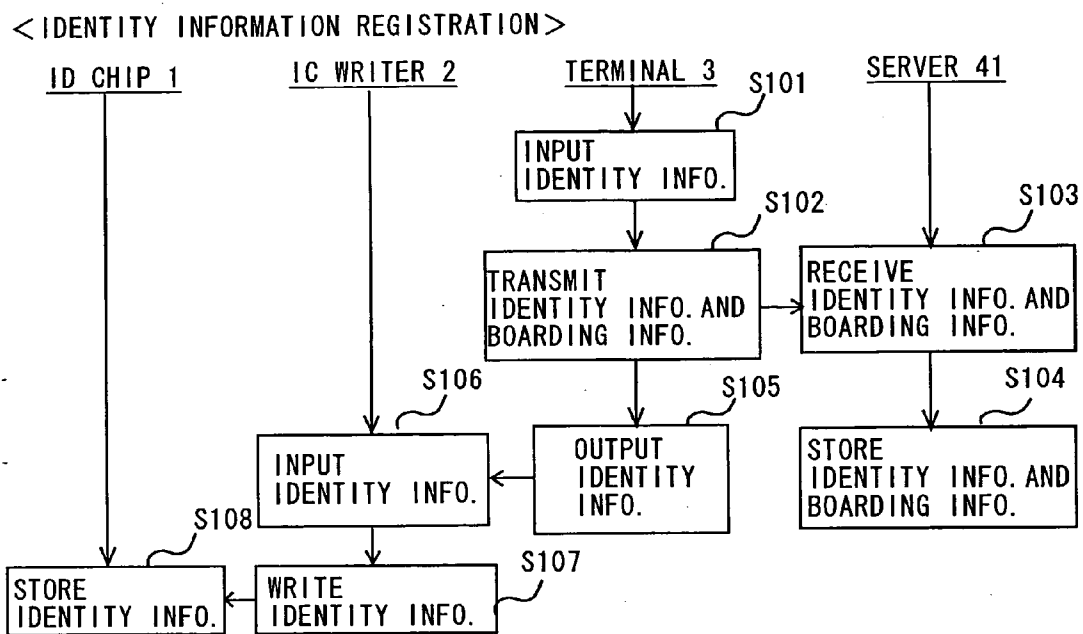 <IDENTITY INFORMATION REGISTRATION>
ID CHIP 1
IC WRITER 2
TERMINAL 3
SERVER 41
S101
INPUT
IDENTITY INFO.
S102
TRANSMIT
IDENTITY INFO. AND
BOARDING INFO.
S103
RECEIVE
IDENTITY INFO. AND
BOARDING INFO.
S104
STORE
IDENTITY INFO. AND
BOARDING INFO.
S105
OUTPUT
IDENTITY
INFO.
S106
INPUT
IDENTITY INFO.
S107
WRITE
IDENTITY INFO.
S108
STORE
IDENTITY INFO.